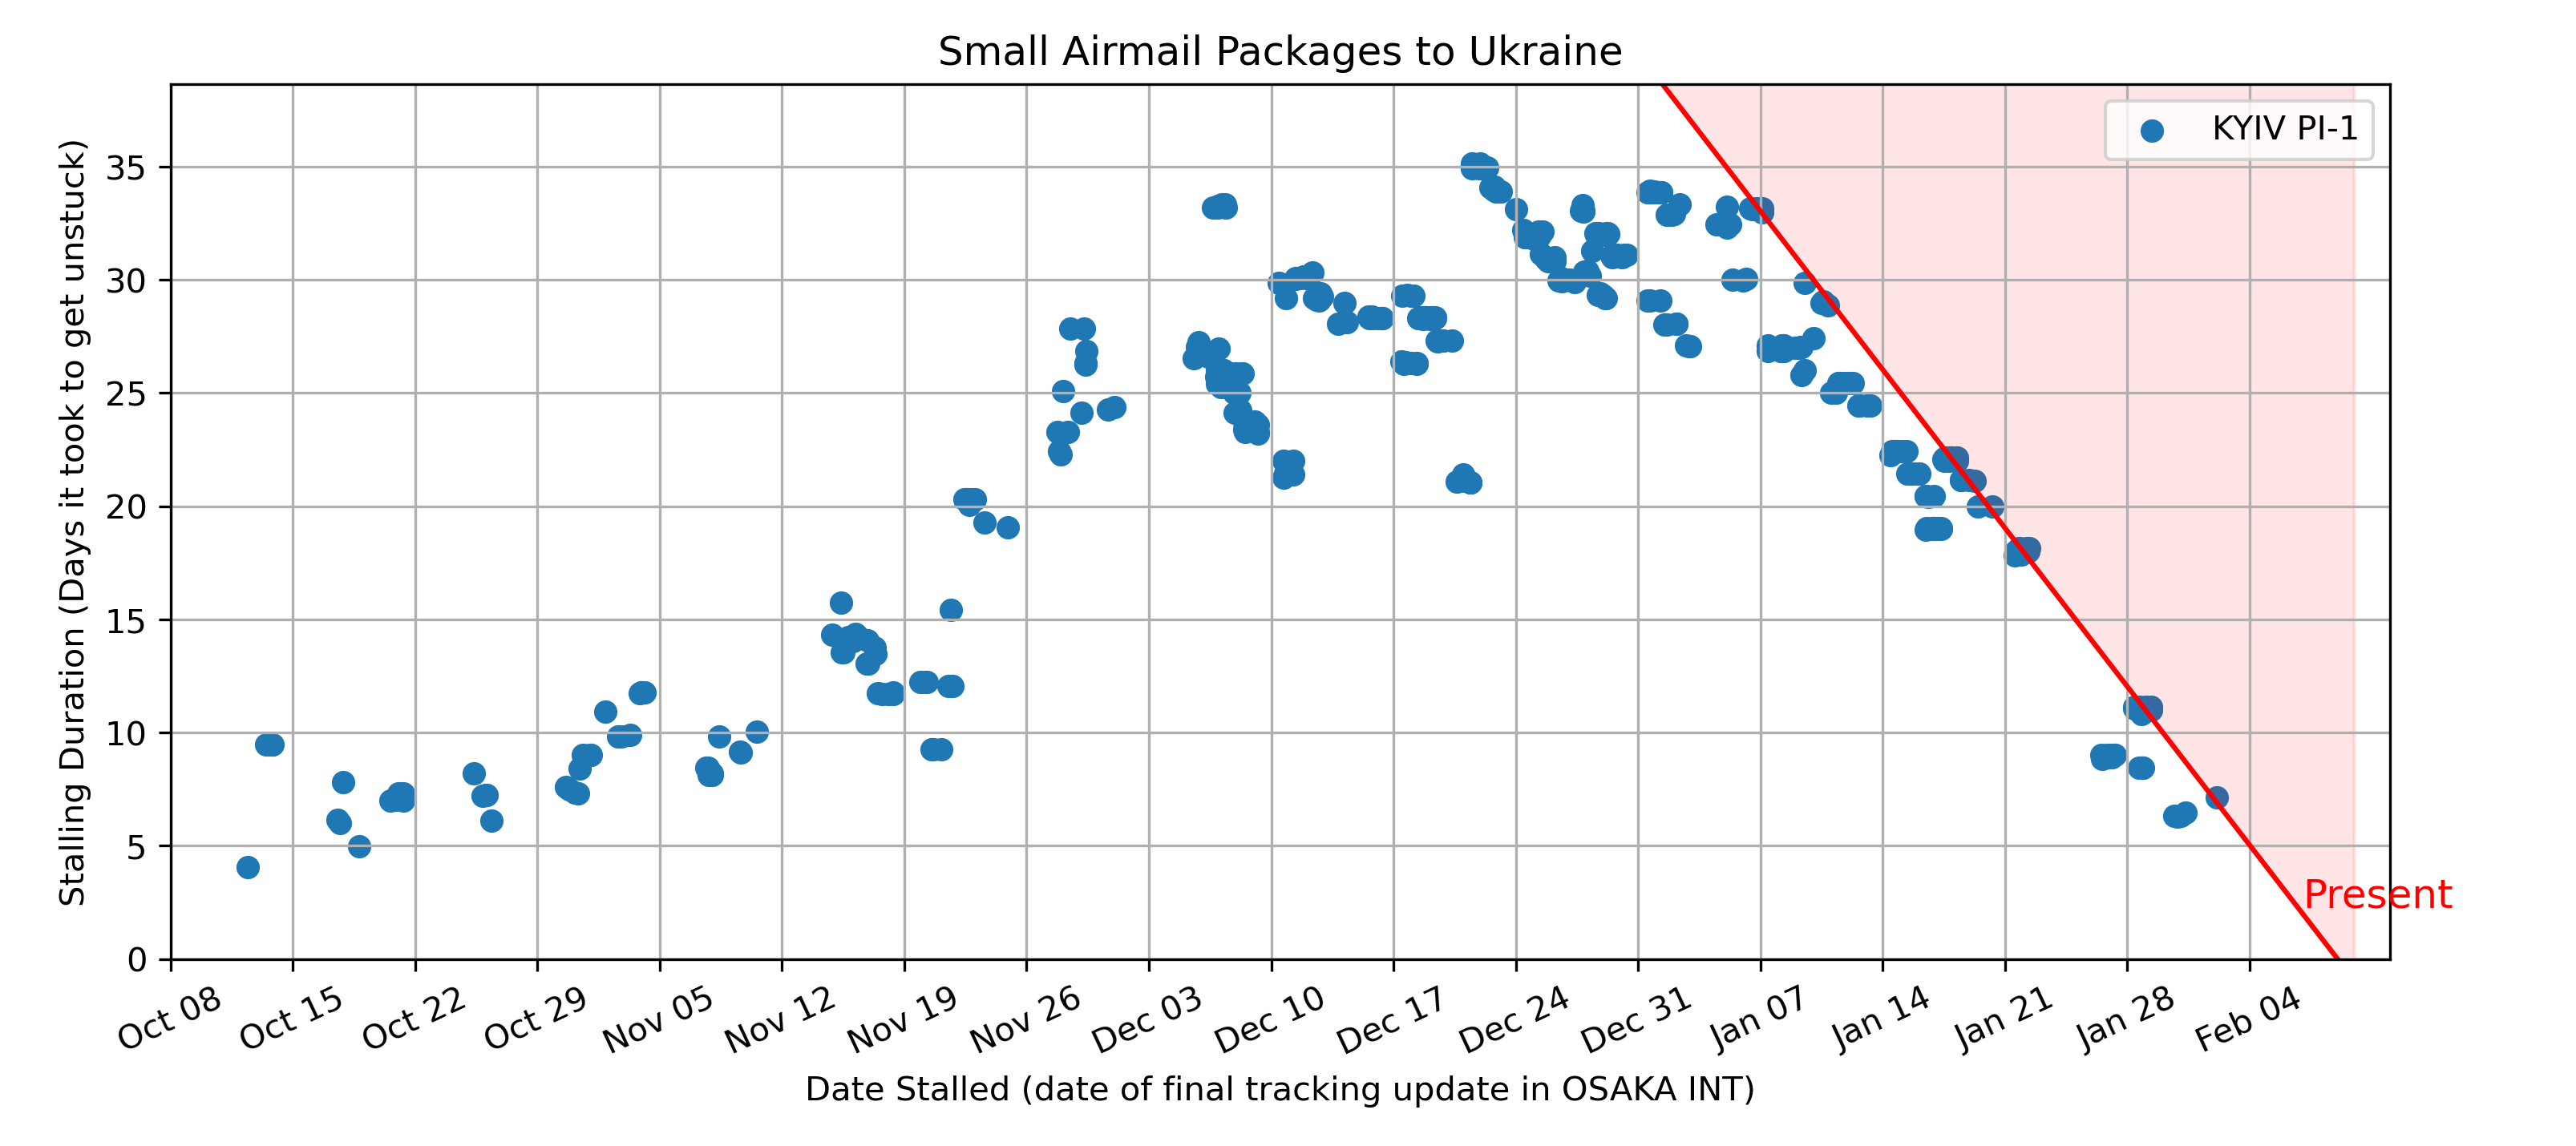 Small Airmail Packages to Ukraine
KYIV PI-1
Stalling Duration (Days it took to get unstuck)
35
30
25
20
15
10
5
0
Present
Oct 08
Oct 15
Oct 22
Oct 29
Nov 05
Nov 12
Nov 19
Nov 26
Dec 03
Dec 10
Dec 17
Dec 24
Dec 31
Jan 07
Jan 14
Jan 21
Jan 28
Feb 04
Date Stalled (date of final tracking update in OSAKA INT)